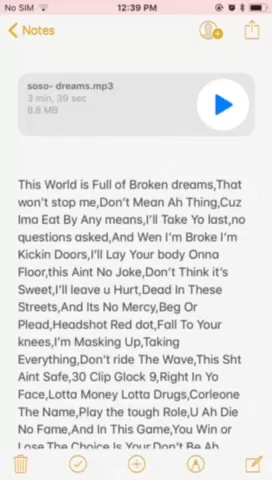 No SIM 12:39 PM
Notes
soso- dreams.mp3
3 min, 39 sec
8.8 MB
This World is Full of Broken dreams,That
won't stop me,Don't Mean Ah Thing,Cuz
Ima Eat By Any means,I'll Take Yo last,no
questions asked,And Wen I'm Broke I'm
Kickin Doors,I'll Lay Your body Onna
Floor,this Aint No Joke,Don't Think it's
Sweet,I'll leave u Hurt,Dead In These
Streets,And Its No Mercy,Beg Or
Plead,Headshot Red dot,Fall To Your
knees,I'm Masking Up,Taking
Everything,Don't ride The Wave,This Sht
Aint Safe,30 Clip Glock 9,Right In Yo
Face,Lotta Money Lotta Drugs,Corleone
The Name,Play the tough Role,U Ah Die
No Fame,And In This Game,You Win or
Lose The Choice Is Your,Don't Be Ah